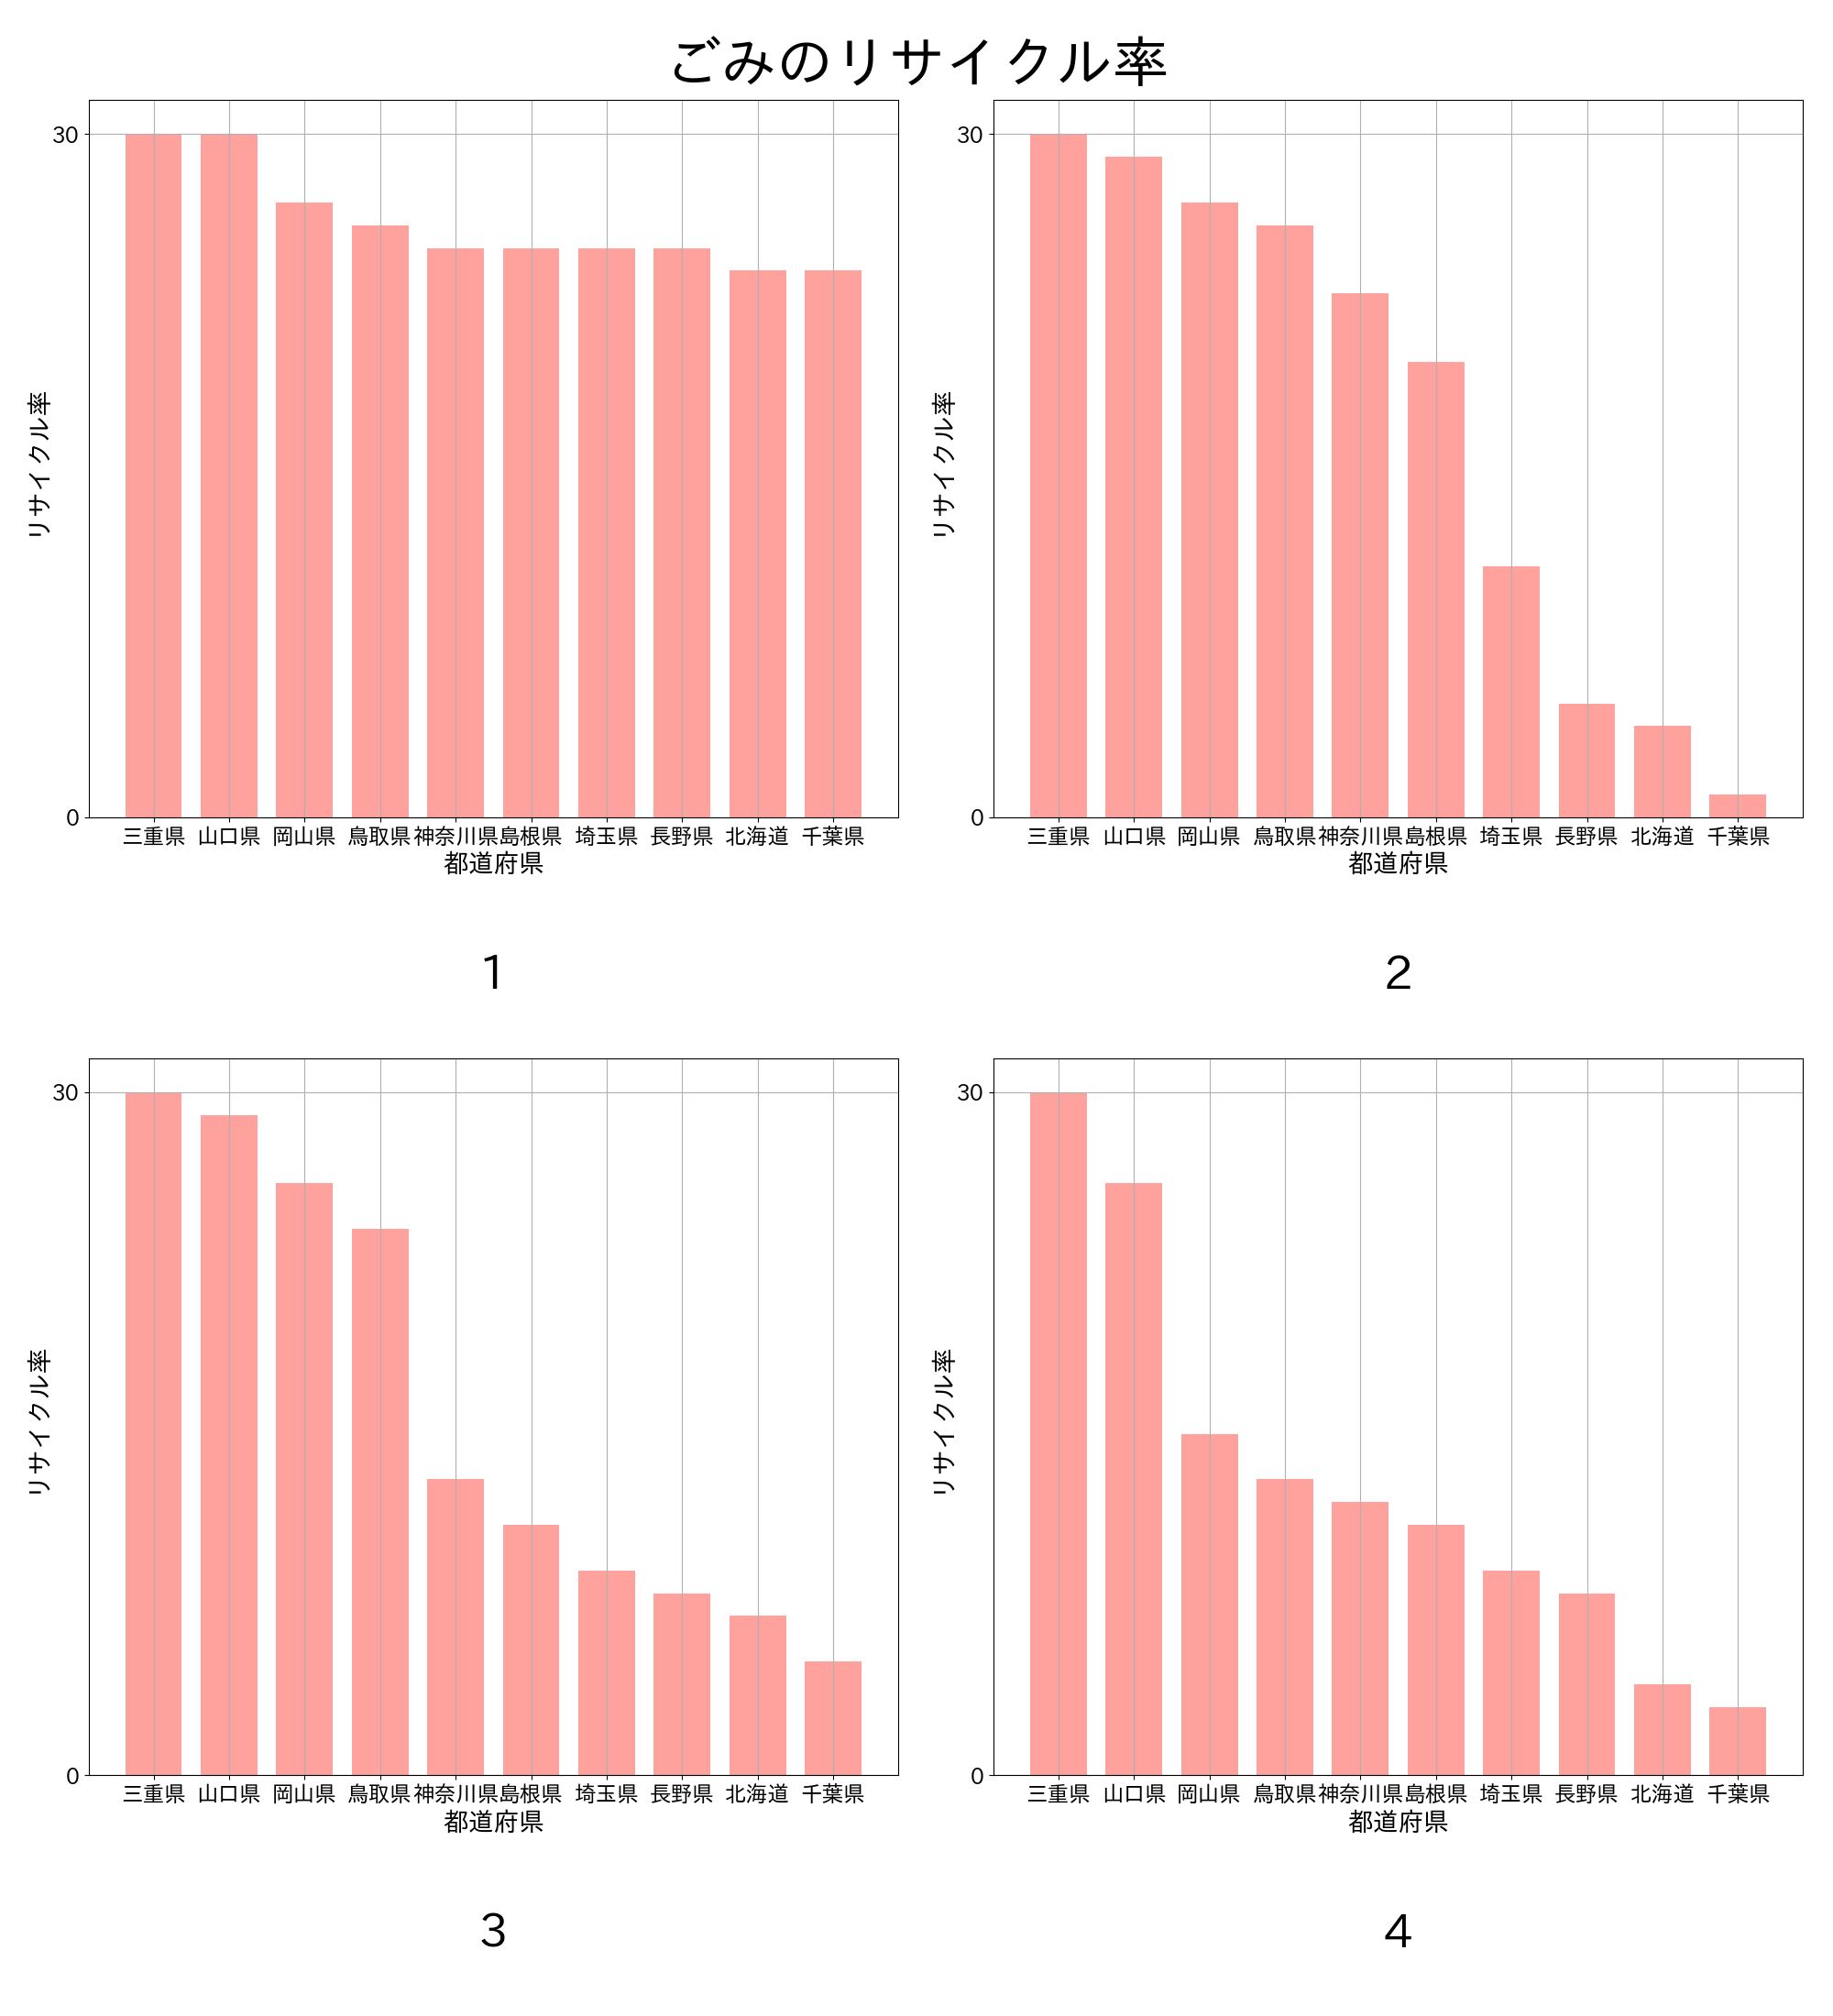 ごみのリサイクル率
30
0
リサイクル率
三重県 山口県 岡山県 鳥取県 神奈川県 島根県 埼玉県 長野県 北海道 千葉県
都道府県
1
30
0
リサイクル率
三重県 山口県 岡山県 鳥取県 神奈川県 島根県 埼玉県 長野県 北海道 千葉県
都道府県
2
30
0
リサイクル率
三重県 山口県 岡山県 鳥取県 神奈川県 島根県 埼玉県 長野県 北海道 千葉県
都道府県
3
30
0
リサイクル率
三重県 山口県 岡山県 鳥取県 神奈川県 島根県 埼玉県 長野県 北海道 千葉県
都道府県
4